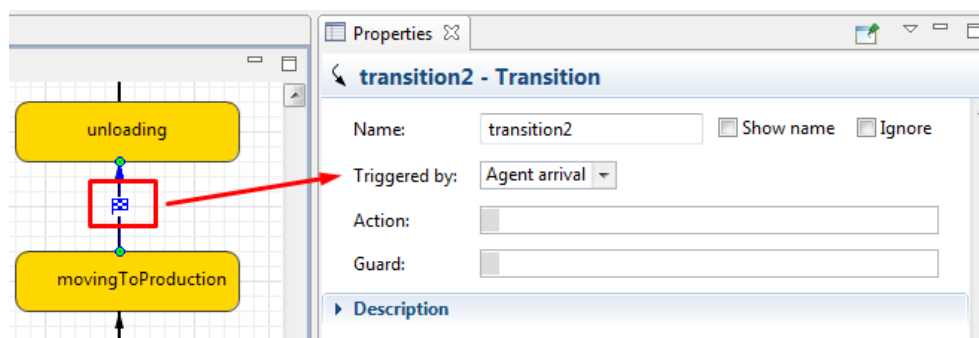 Properties
transition2 - Transition
unloading
Name: transition2 Show name Ignore
Triggered by: Agent arrival
Action:
Guard:
movingToProduction
Description